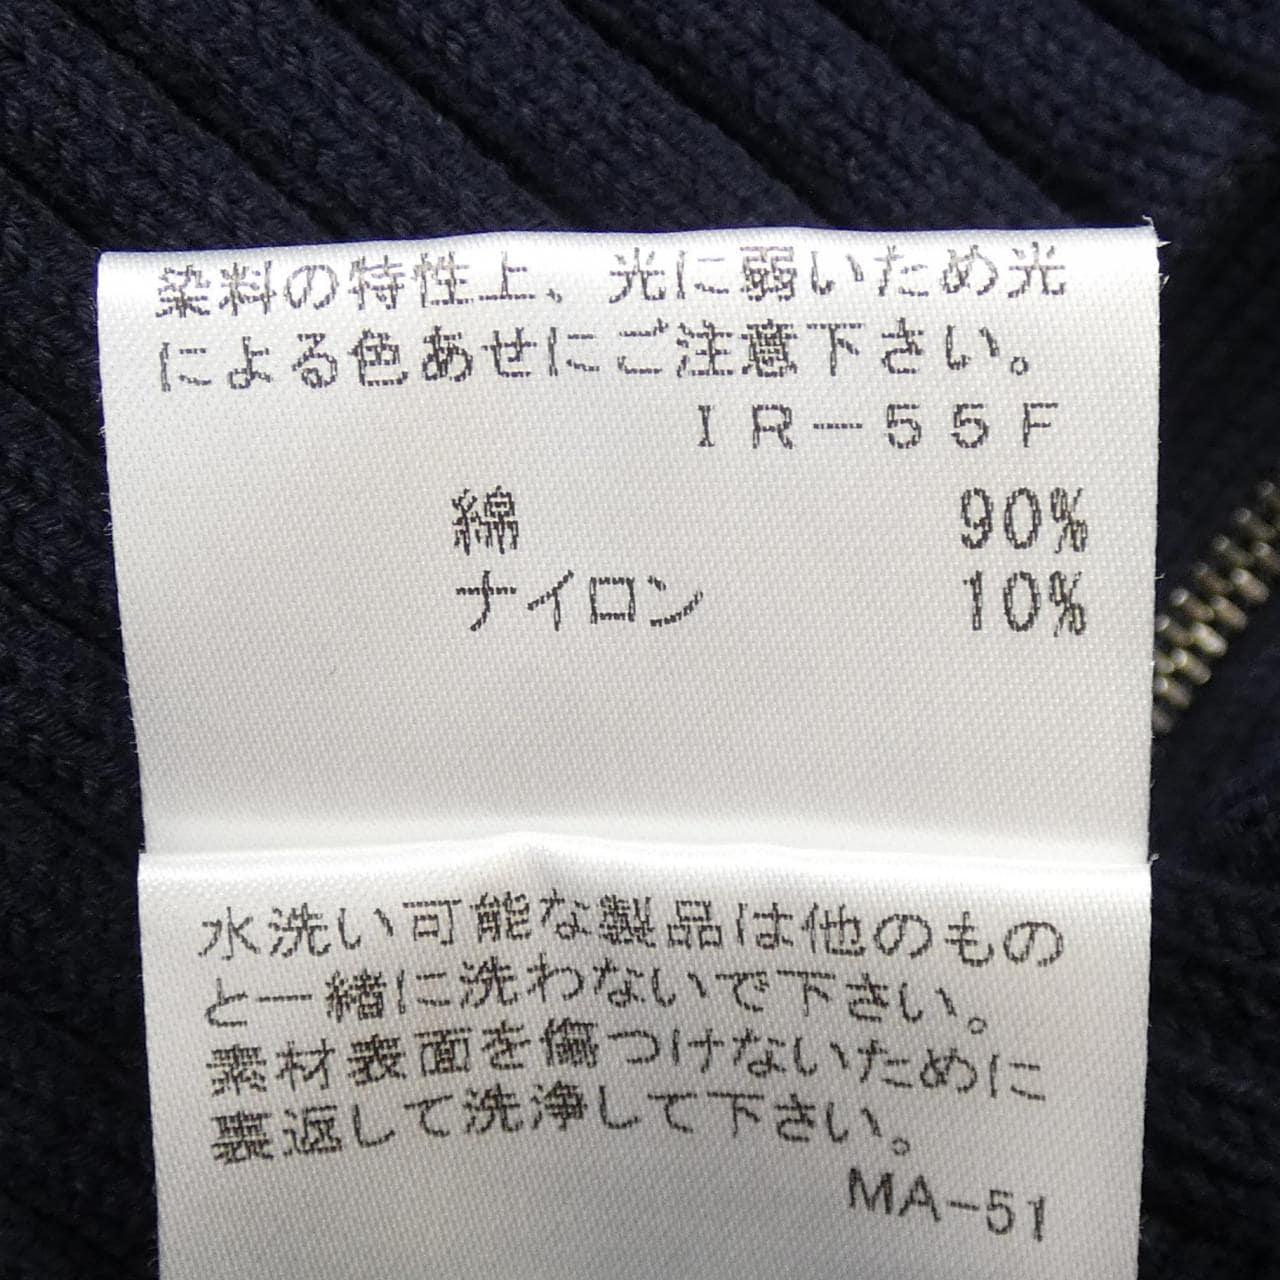 染料の特性上、光に弱いため光
による色あせにご注意下さい。
ＩＲ－５５Ｆ
綿 90%
ナイロン 10%
水洗い可能な製品は他のもの
と一緒に洗わないで下さい。
素材表面を傷つけないために
裏返して洗浄して下さい。
MA-51